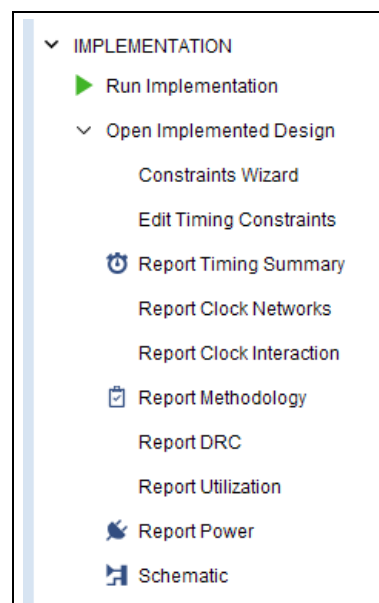 IMPLEMENTATION
Run Implementation
Open Implemented Design
Constraints Wizard
Edit Timing Constraints
Report Timing Summary
Report Clock Networks
Report Clock Interaction
Report Methodology
Report DRC
Report Utilization
Report Power
Schematic